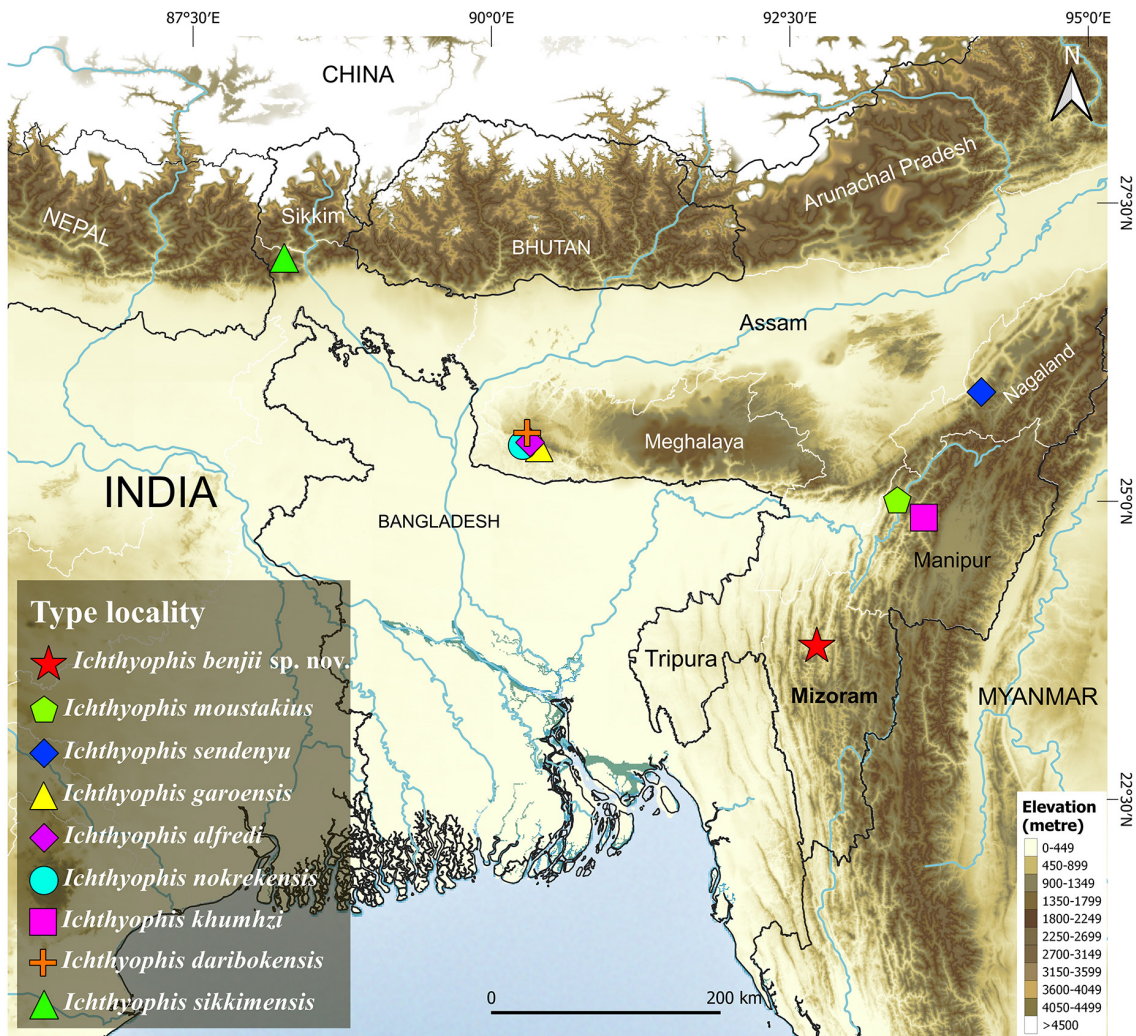 87°30′E 90°0′E 92°30′E 95°0′E
CHINA
N
27°30′N
Arunachal Pradesh
NEPAL
Sikkim
BHUTAN
Assam
Nagaland
Meghalaya
25°0′N
INDIA
BANGLADESH
Manipur
Tripura
Mizoram
MYANMAR
22°30′N
Type locality
Ichthyophis benjii sp. nov.
Ichthyophis moustakius
Ichthyophis sendenyu
Ichthyophis garoensis
Ichthyophis alfredi
Ichthyophis nokrekensis
Ichthyophis khumhzi
Ichthyophis daribokensis
Ichthyophis sikkimensis
0 200 km
Elevation
(metre)
0-449
450-899
900-1349
1350-1799
1800-2249
2250-2699
2700-3149
3150-3599
3600-4049
4050-4499
>4500